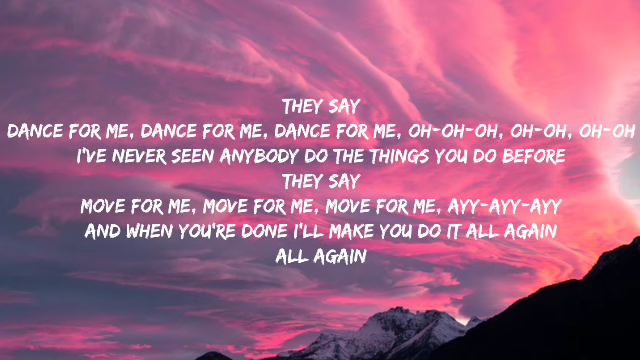 THEY SAY
DANCE FOR ME, DANCE FOR ME, DANCE FOR ME, OH-OH-OH, OH-OH, OH-OH
I'VE NEVER SEEN ANYBODY DO THE THINGS YOU DO BEFORE
THEY SAY
MOVE FOR ME, MOVE FOR ME, MOVE FOR ME, AYY-AYY-AYY
AND WHEN YOU'RE DONE I'LL MAKE YOU DO IT ALL AGAIN
ALL AGAIN